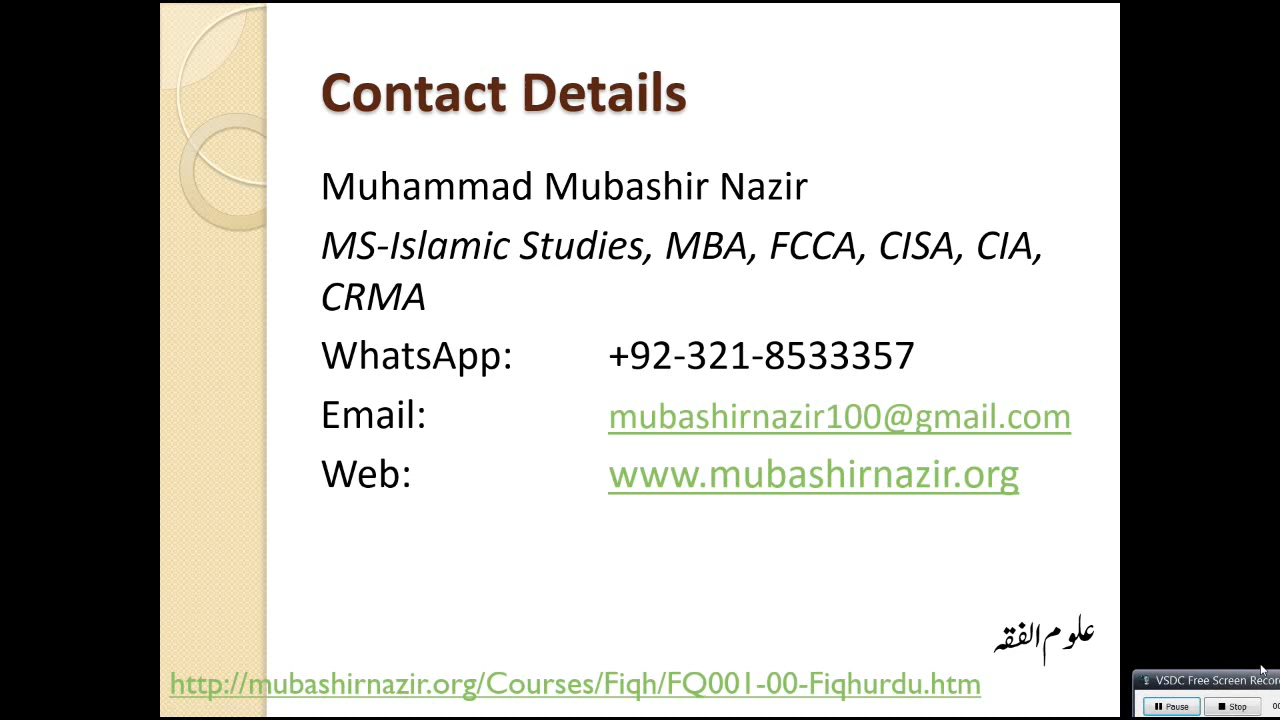 Contact Details
Muhammad Mubashir Nazir
MS-Islamic Studies, MBA, FCCA, CISA, CIA,
CRMA
WhatsApp: +92-321-8533357
Email: mubashirnazir100@gmail.com
Web: www.mubashirnazir.org
علوم الفقہ
http://mubashirnazir.org/Courses/Fiqh/FQ001-00-Fiqhurdu.htm
VSDC Free Screen Recor
Pause Stop